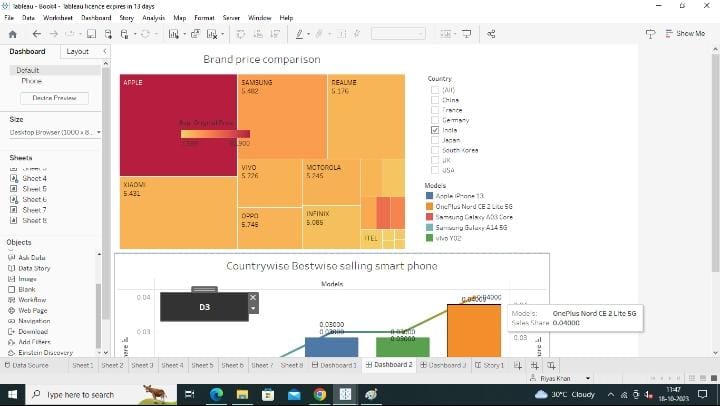 Tableau - Book4 - Tableau licence expires in 13 days
File Data Worksheet Dashboard Story Analysis Map Format Server Window Help
Show Me
Dashboard Layout
Default
Phone
Device Preview
Size
Desktop Browser (1000 x 8...
Sheets
Sheet 4
Sheet 5
Sheet 6
Sheet 7
Sheet 8
Objects
Ask Data
Data Story
Image
Blank
Workflow
Web Page
Navigation
Download
Add Filters
Einstein Discovery
Brand price comparison
APPLE
SAMSUNG
5.482
REALME
5.176
Avg. Original Price
XIAOMI
5.431
VIVO
5.726
MOTOROLA
5.245
OPPO
5.746
INFINIX
5.085
ITEL
Country
(All)
China
France
Germany
India
Japan
South Korea
UK
USA
Models
Apple iPhone 13
OnePlus Nord CE 2 Lite 5G
Samsung Galaxy A03 Core
Samsung Galaxy A14 5G
vivo Y02
Countrywise Bestwise selling smart phone
Models
0.04
0.03
D3
0.03000
0.03000
0.03000
0.03000
0.04000
0.03
Models: OnePlus Nord CE 2 Lite 5G
Sales Share: 0.04000
Data Source Sheet 1 Sheet 2 Sheet 3 Sheet 4 Sheet 5 Sheet 6 Sheet 7 Sheet 8 Dashboard 1 Dashboard 2 Dashboard 3 Story 1
Riyas Khan
Type here to search
30°C Cloudy
11:47
18-10-2023